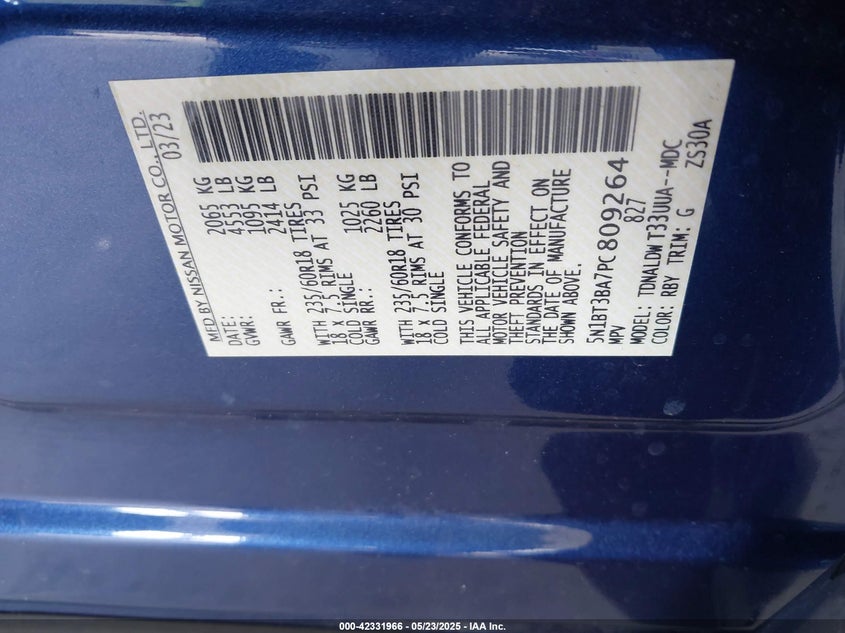 MFD BY NISSAN MOTOR CO., LTD.
DATE: 03/23
GVWR: 2065 KG
4553 LB
GAWR FR.: 1095 KG
2414 LB
WITH 235/60R18 TIRES
18 X 7.5 RIMS AT 33 PSI
COLD SINGLE
GAWR RR.: 1025 KG
2260 LB
WITH 235/60R18 TIRES
18 X 7.5 RIMS AT 30 PSI
COLD SINGLE
THIS VEHICLE CONFORMS TO
ALL APPLICABLE FEDERAL
MOTOR VEHICLE SAFETY AND
THEFT PREVENTION
STANDARDS IN EFFECT ON
THE DATE OF MANUFACTURE
SHOWN ABOVE.
5N1BT3BA7PC809264
MPV 827
MODEL: TDMALDW T33UUA--MDC
COLOR: RBY TRIM: G ZS30A
000-42331966 - 05/23/2025 - IAA Inc.